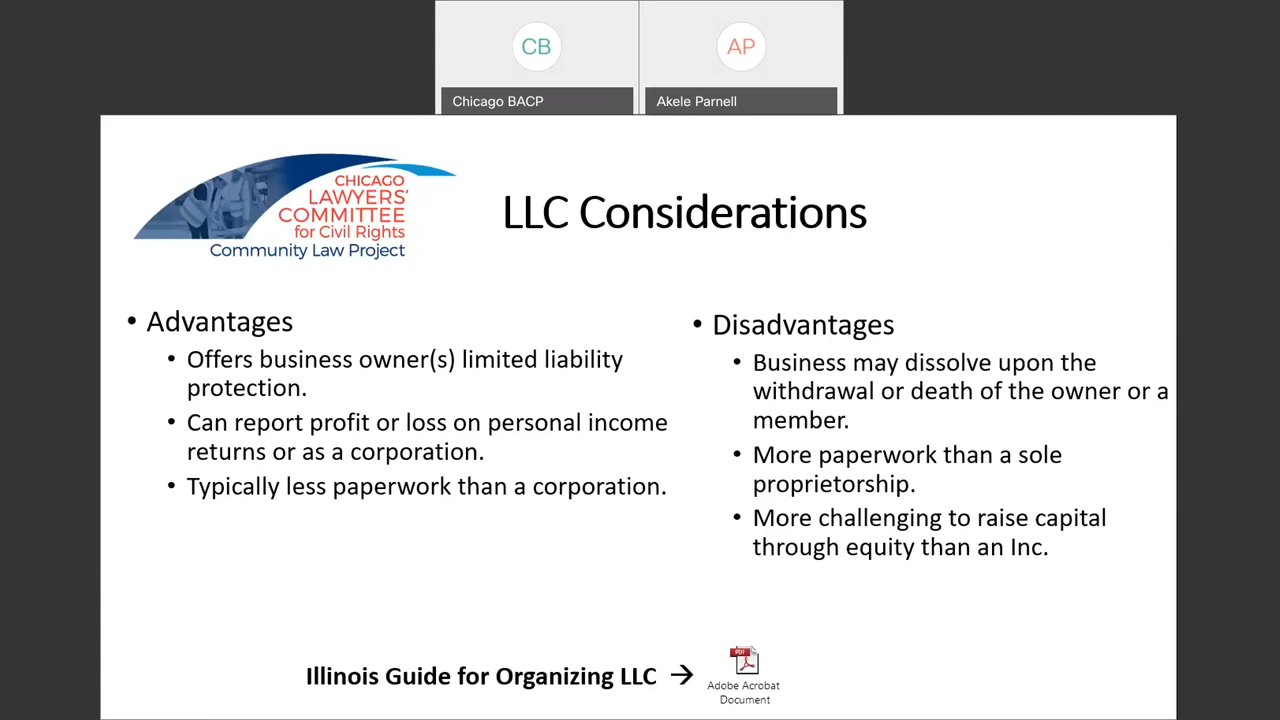 CB
AP
Chicago BACP
Akele Parnell
CHICAGO
LAWYERS'
COMMITTEE
for Civil Rights
Community Law Project
LLC Considerations
• Advantages
• Offers business owner(s) limited liability
protection.
• Can report profit or loss on personal income
returns or as a corporation.
• Typically less paperwork than a corporation.
• Disadvantages
• Business may dissolve upon the
withdrawal or death of the owner or a
member.
• More paperwork than a sole
proprietorship.
• More challenging to raise capital
through equity than an Inc.
Illinois Guide for Organizing LLC →
PDF
Adobe Acrobat
Document